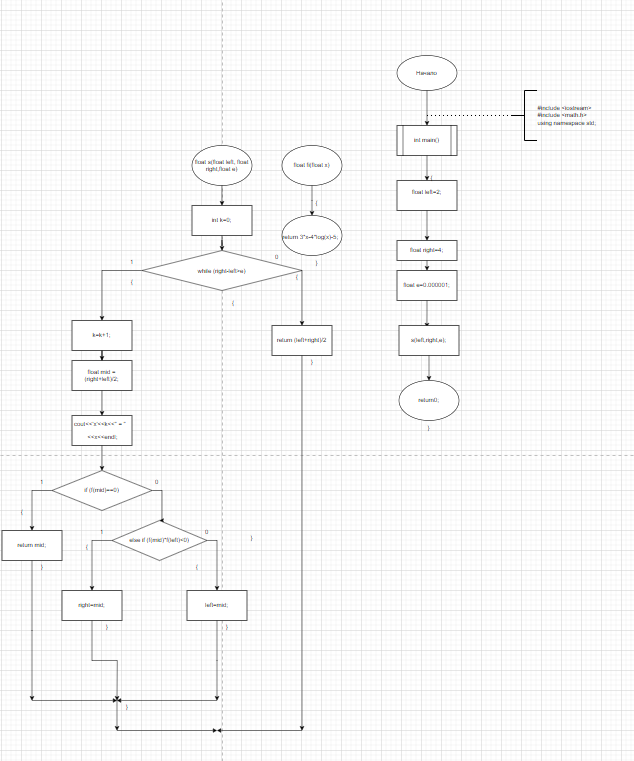 Начало
#include <iostream>
#include <math.h>
using namespace std;
int main()
{
float left=2;
float right=4;
float e=0.000001;
x(left,right,e);
return0;
}
float x(float left, float
right,float e)
int k=0;
while (right-left>e)
1
0
{
{
{
k=k+1;
float mid =
(right+left)/2;
cout<<"x"<<k<<" = "
<<x<<endl;
if (f(mid)==0)
1
0
{
return mid;
}
else if (f(mid)*f(left)<0)
1
0
{
{
}
right=mid;
}
left=mid;
}
}
return (left+right)/2
}
float f(float x)
{
return 3*x-4*log(x)-5;
}